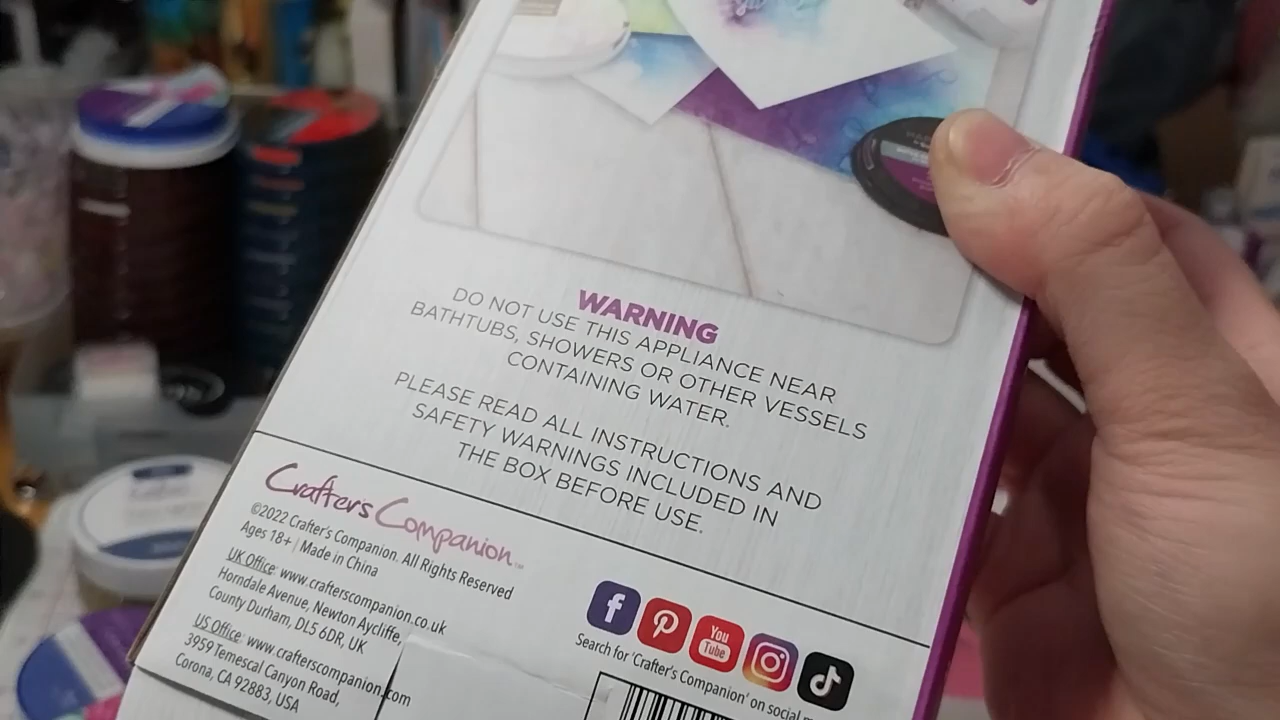 WARNING
DO NOT USE THIS APPLIANCE NEAR
BATHTUBS, SHOWERS OR OTHER VESSELS
CONTAINING WATER.
PLEASE READ ALL INSTRUCTIONS AND
SAFETY WARNINGS INCLUDED IN
THE BOX BEFORE USE.
Crafter's Companion™
©2022 Crafter's Companion. All Rights Reserved
Ages 18+ | Made in China
UK Office: www.crafterscompanion.co.uk
Horndale Avenue, Newton Aycliffe,
County Durham, DL5 6DR, UK
US Office: www.crafterscompanion.com
3959 Temescal Canyon Road,
Corona, CA 92883, USA
You
Tube
Search for 'Crafter's Companion' on social